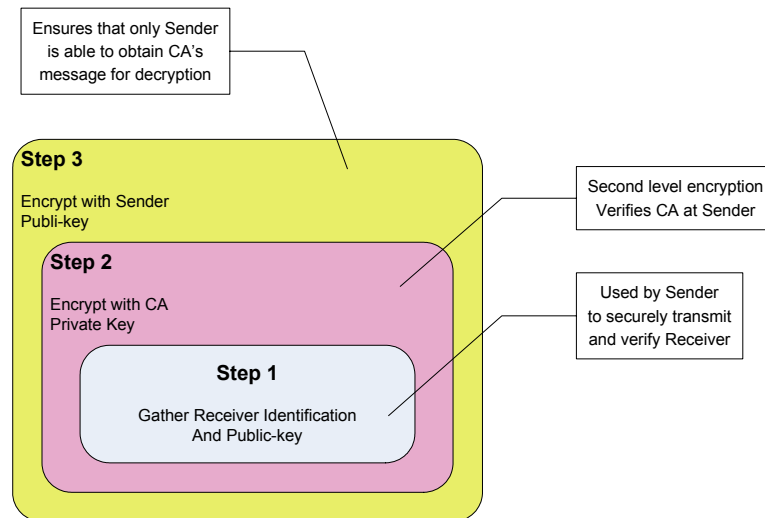 Ensures that only Sender
is able to obtain CA's
message for decryption
Step 3
Encrypt with Sender
Publi-key
Second level encryption
Verifies CA at Sender
Step 2
Encrypt with CA
Private Key
Used by Sender
to securely transmit
and verify Receiver
Step 1
Gather Receiver Identification
And Public-key